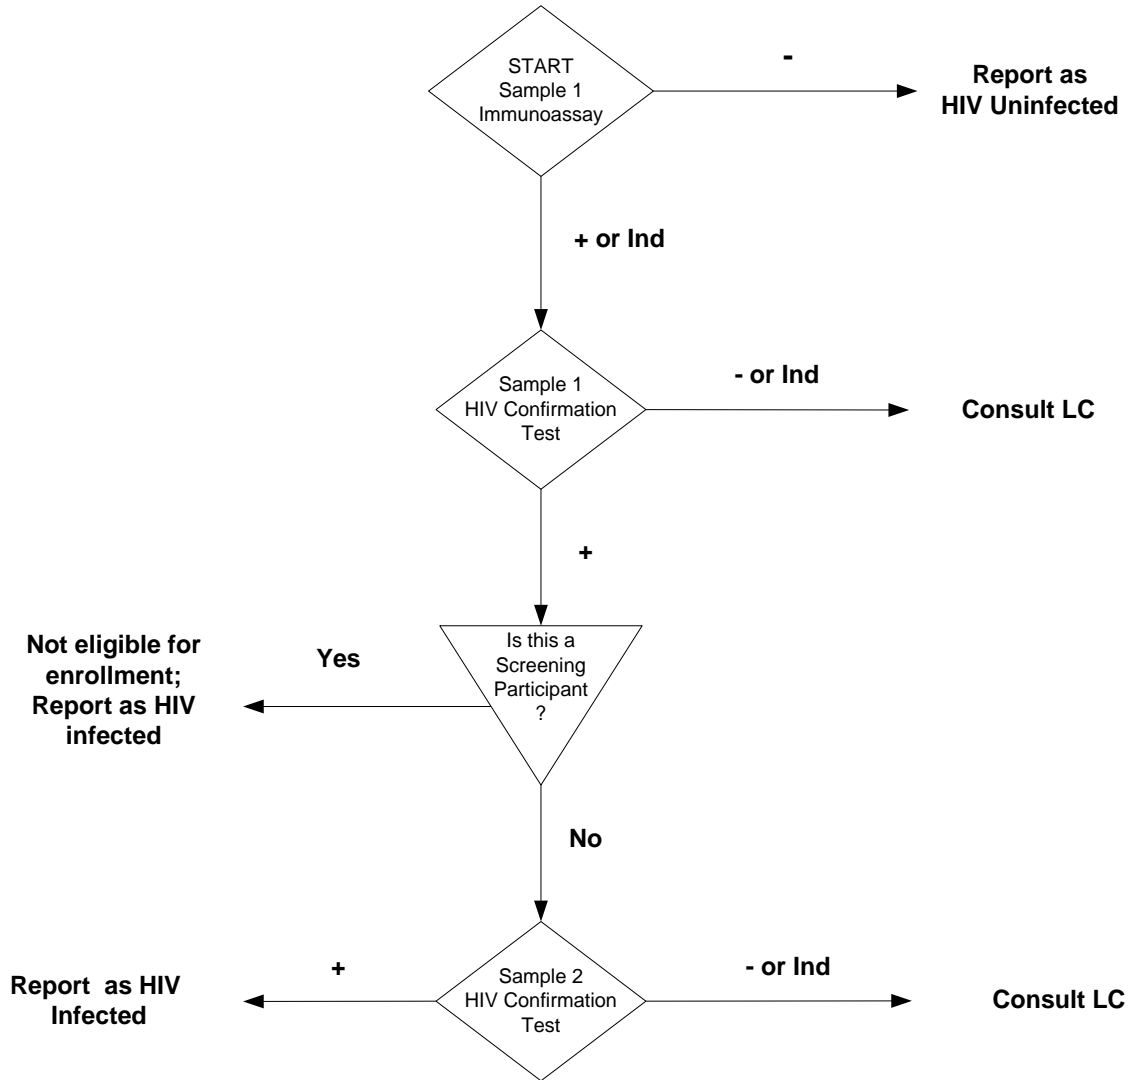 START
Sample 1
Immunoassay
-
Report as
HIV Uninfected
+ or Ind
Sample 1
HIV Confirmation
Test
- or Ind
Consult LC
+
Is this a
Screening
Participant
?
Yes
Not eligible for
enrollment;
Report as HIV
infected
No
Sample 2
HIV Confirmation
Test
+
Report as HIV
Infected
- or Ind
Consult LC